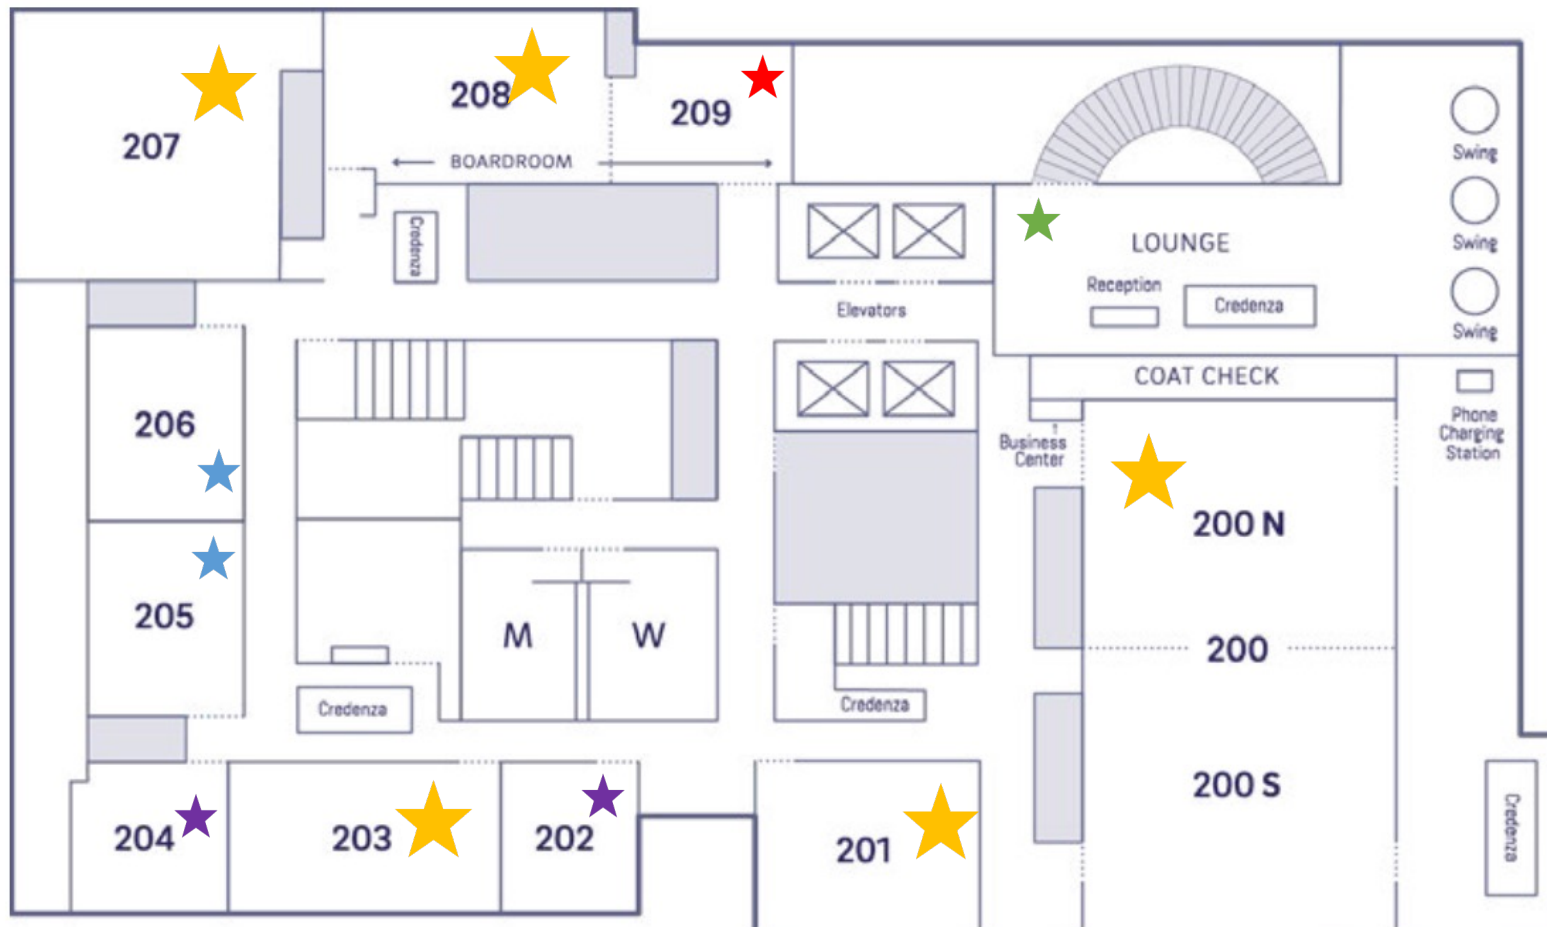 207
208
209
BOARDROOM
Credenza
Elevators
LOUNGE
Reception
Credenza
Swing
Swing
Swing
COAT CHECK
Phone
Charging
Station
Business
Center
206
205
200 N
200
200 S
M
W
Credenza
Credenza
204
203
202
201
Credenza